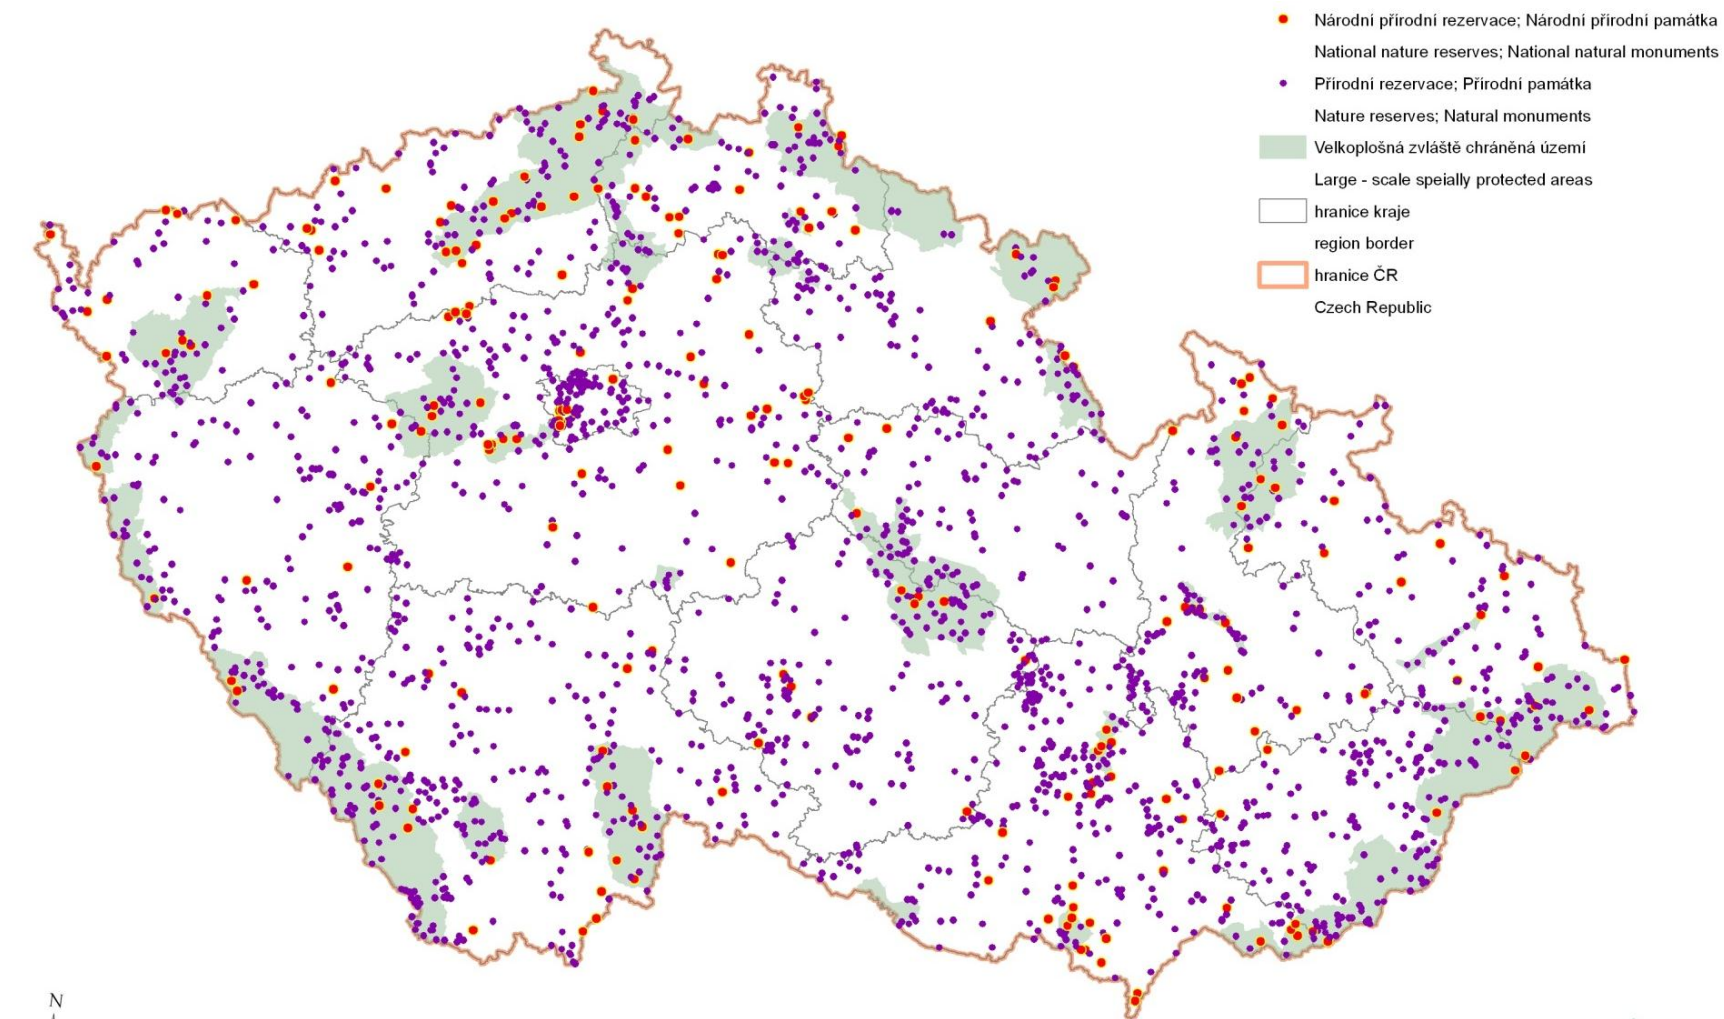 Národní přírodní rezervace; Národní přírodní památka
National nature reserves; National natural monuments
Přírodní rezervace; Přírodní památka
Nature reserves; Natural monuments
Velkoplošná zvláště chráněná území
Large - scale speially protected areas
hranice kraje
region border
hranice ČR
Czech Republic
N